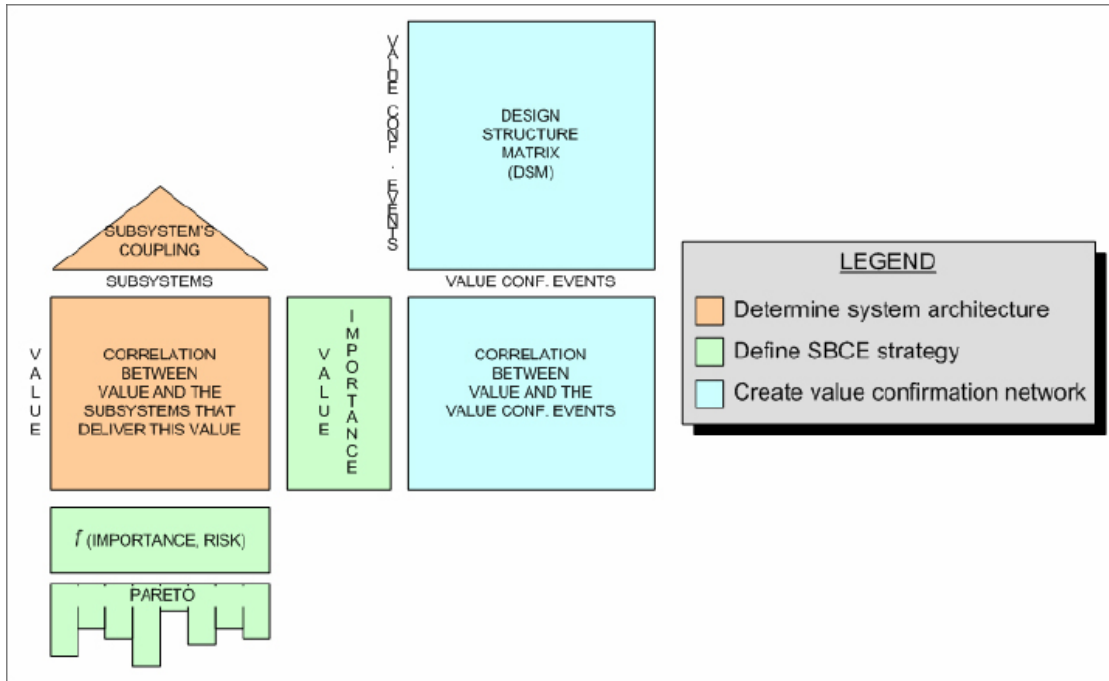 VALUE CONF. EVENTS
DESIGN
STRUCTURE
MATRIX
(DSM)
SUBSYSTEM'S
COUPLING
SUBSYSTEMS
VALUE CONF. EVENTS
VALUE
CORRELATION
BETWEEN
VALUE AND THE
SUBSYSTEMS THAT
DELIVER THIS VALUE
VALUE
IMPORTANCE
CORRELATION
BETWEEN
VALUE AND THE
VALUE CONF. EVENTS
f (IMPORTANCE, RISK)
PARETO
LEGEND
Determine system architecture
Define SBCE strategy
Create value confirmation network